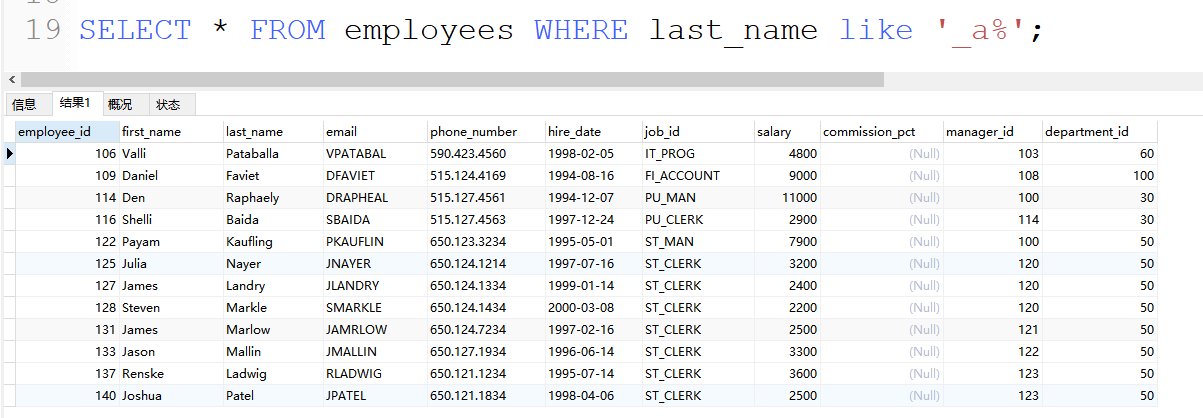 19 SELECT * FROM employees WHERE last_name like '_a%';
信息 结果1 概况 状态
employee_id first_name last_name email phone_number hire_date job_id salary commission_pct manager_id department_id
106 Valli Pataballa VPATABAL 590.423.4560 1998-02-05 IT_PROG 4800 (Null) 103 60
109 Daniel Faviet DFAVIET 515.124.4169 1994-08-16 FI_ACCOUNT 9000 (Null) 108 100
114 Den Raphaely DRAPHEAL 515.127.4561 1994-12-07 PU_MAN 11000 (Null) 100 30
116 Shelli Baida SBAIDA 515.127.4563 1997-12-24 PU_CLERK 2900 (Null) 114 30
122 Payam Kaufling PKAUFLIN 650.123.3234 1995-05-01 ST_MAN 7900 (Null) 100 50
125 Julia Nayer JNAYER 650.124.1214 1997-07-16 ST_CLERK 3200 (Null) 120 50
127 James Landry JLANDRY 650.124.1334 1999-01-14 ST_CLERK 2400 (Null) 120 50
128 Steven Markle SMARKLE 650.124.1434 2000-03-08 ST_CLERK 2200 (Null) 120 50
131 James Marlow JAMRLOW 650.124.7234 1997-02-16 ST_CLERK 2500 (Null) 121 50
133 Jason Mallin JMALLIN 650.127.1934 1996-06-14 ST_CLERK 3300 (Null) 122 50
137 Renske Ladwig RLADWIG 650.121.1234 1995-07-14 ST_CLERK 3600 (Null) 123 50
140 Joshua Patel JPATEL 650.121.1834 1998-04-06 ST_CLERK 2500 (Null) 123 50